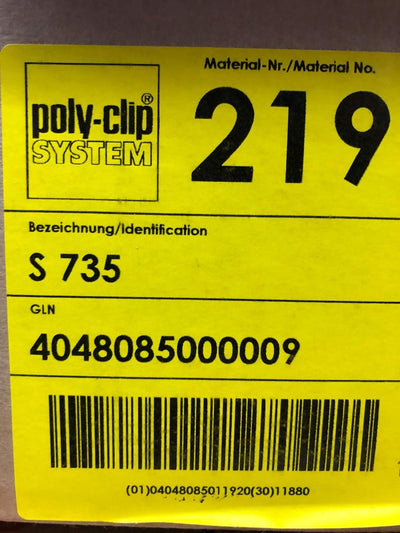 Material-Nr./Material No.
poly-clip®
SYSTEM
219
Bezeichnung/Identification
S 735
GLN
4048085000009
(01)04048085011920(30)11880